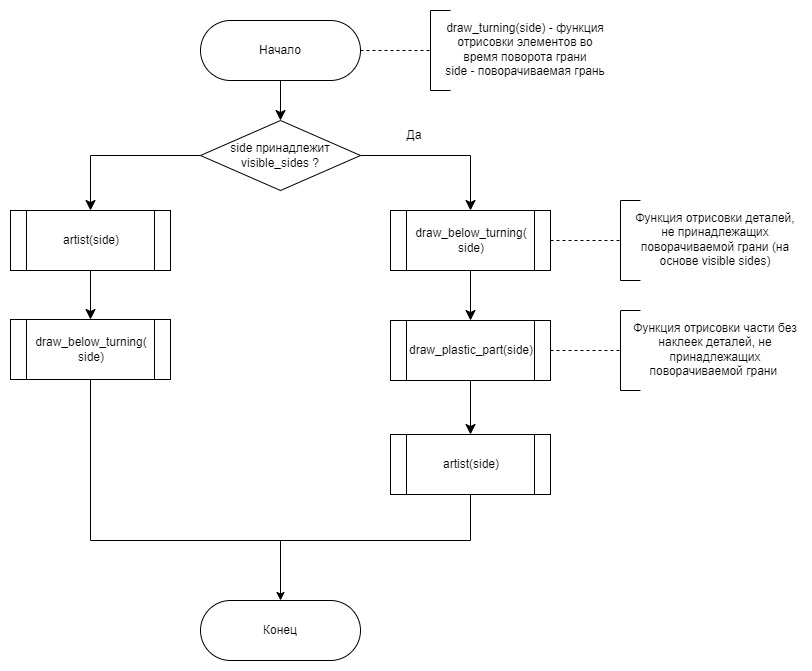 Начало
draw_turning(side) - функция
отрисовки элементов во
время поворота грани
side - поворачиваемая грань
side принадлежит
visible_sides ?
Да
artist(side)
draw_below_turning(
side)
Функция отрисовки деталей,
не принадлежащих
поворачиваемой грани (на
основе visible sides)
draw_below_turning(
side)
draw_plastic_part(side)
Функция отрисовки части без
наклеек деталей, не
принадлежащих
поворачиваемой грани
artist(side)
Конец